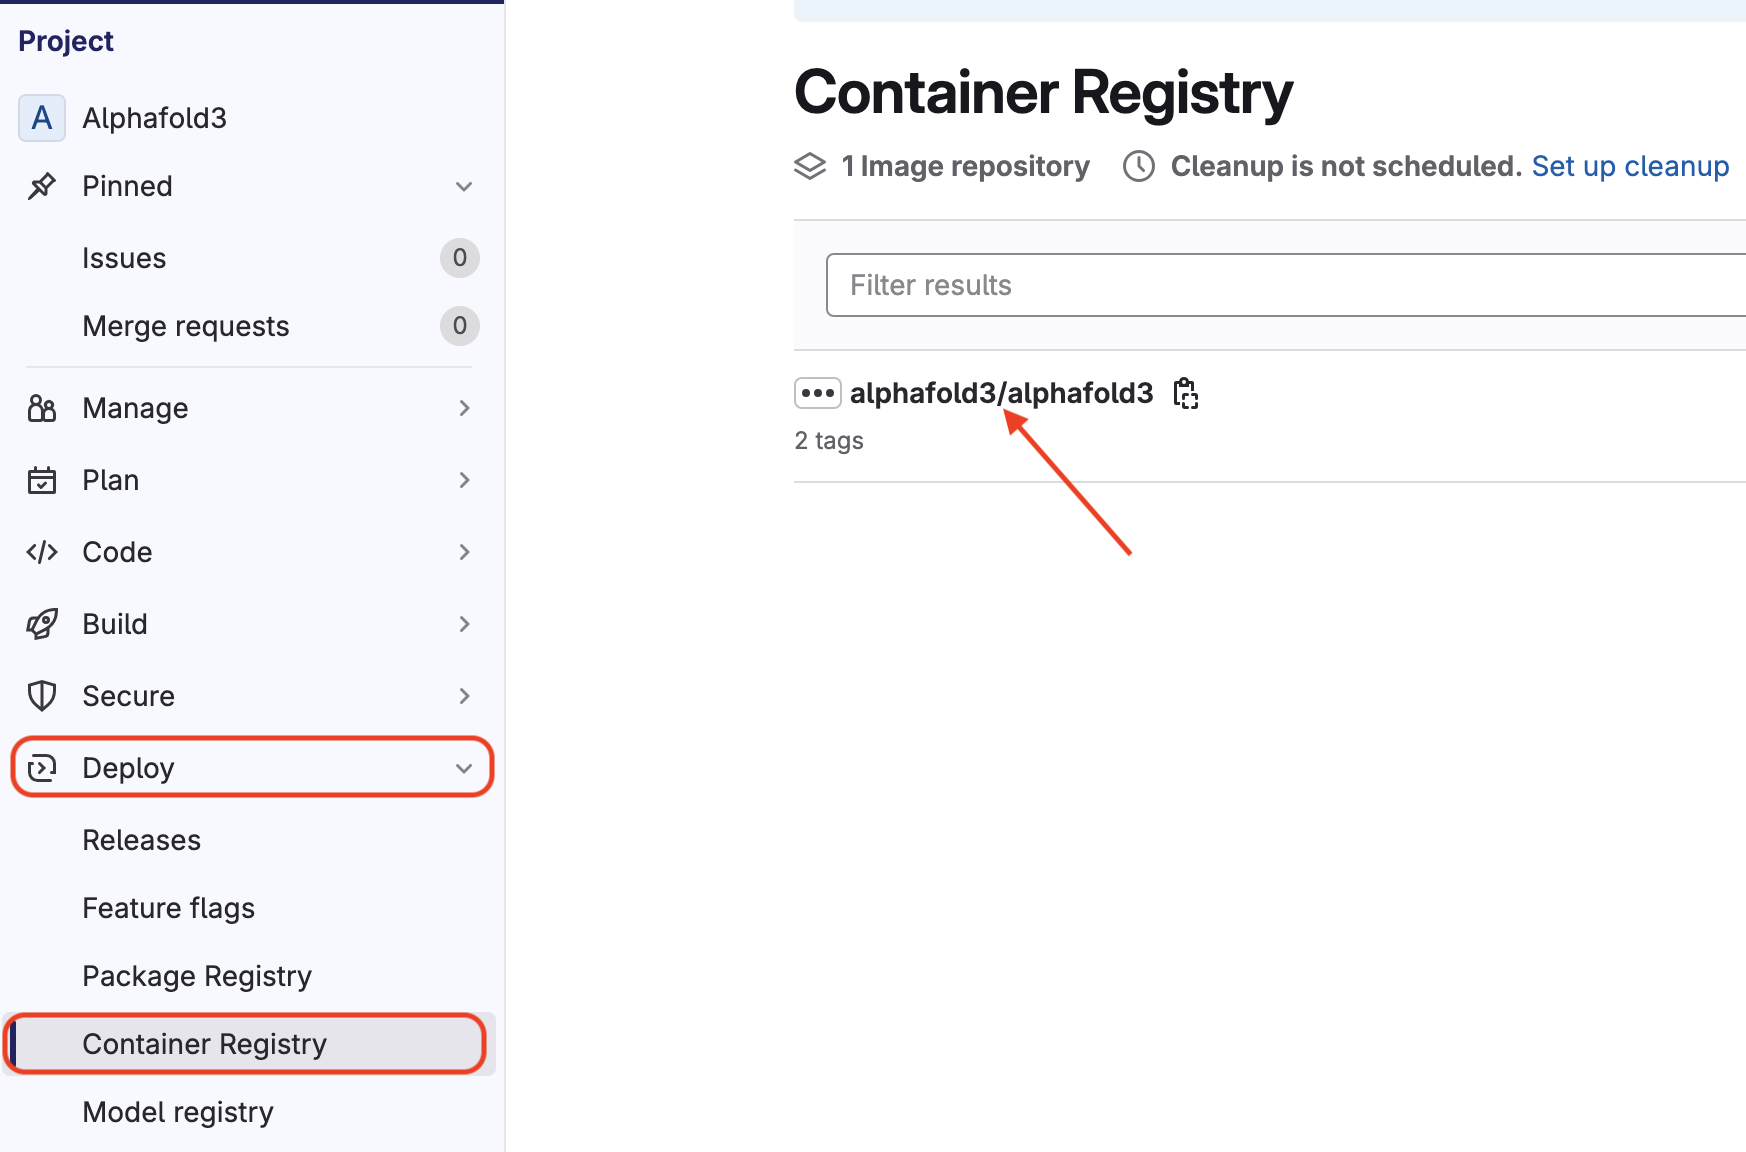 Project
A Alphafold3
Pinned
Issues 0
Merge requests 0
Manage
Plan
Code
Build
Secure
Deploy
Releases
Feature flags
Package Registry
Container Registry
Model registry
Container Registry
1 Image repository Cleanup is not scheduled. Set up cleanup
Filter results
alphafold3/alphafold3
2 tags